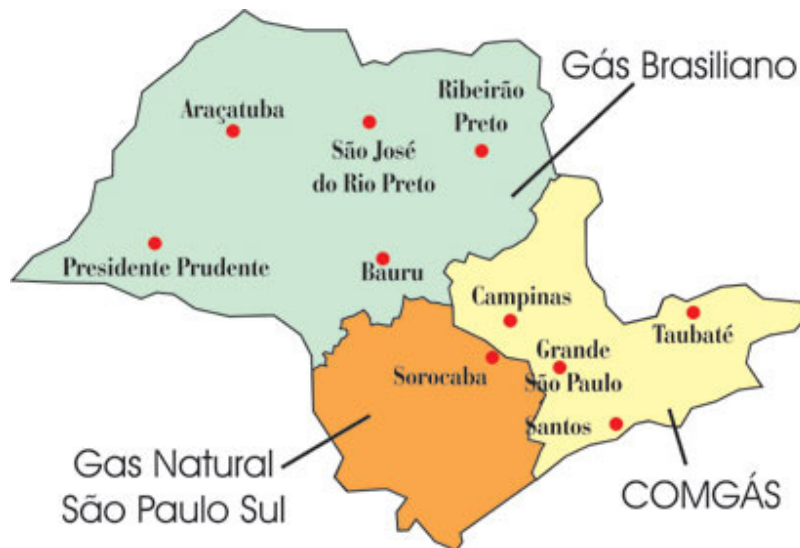 Gás Brasiliano
Ribeirão
Preto
Araçatuba
São José
do Rio Preto
Presidente Prudente
Bauru
Campinas
Taubaté
Grande
São Paulo
Sorocaba
Santos
Gas Natural
São Paulo Sul
COMGÁS